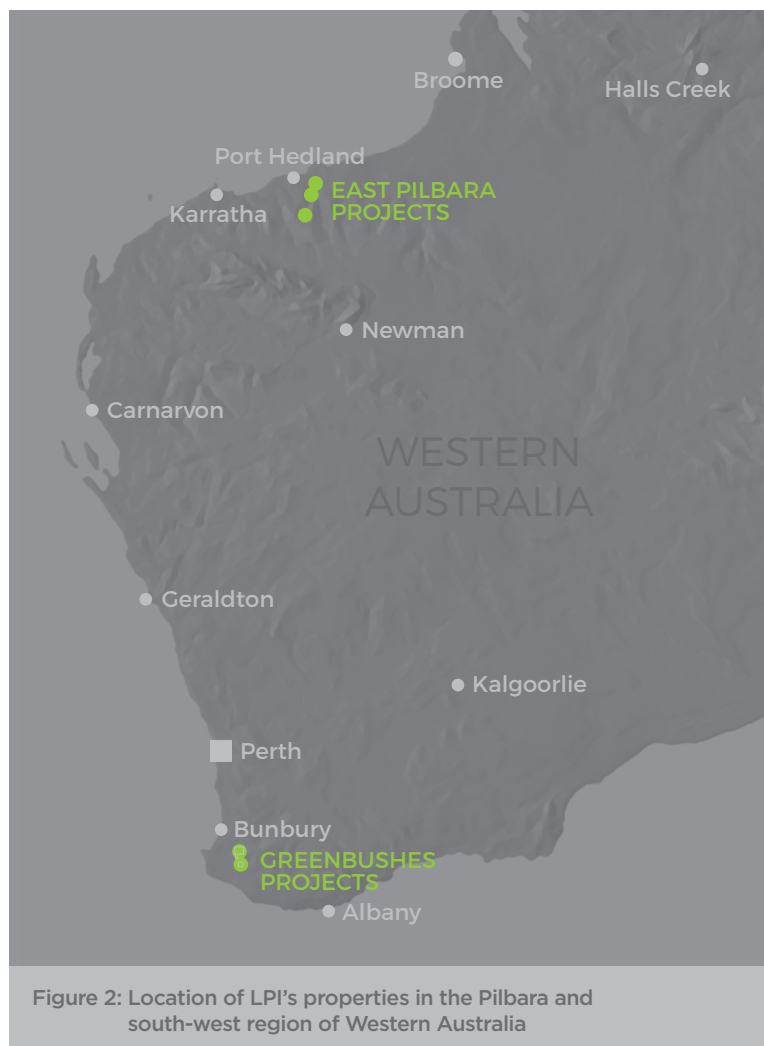 Broome
Halls Creek
Port Hedland
EAST PILBARA
PROJECTS
Karratha
Newman
Carnarvon
WESTERN
AUSTRALIA
Geraldton
Kalgoorlie
Perth
Bunbury
GREENBUSHES
PROJECTS
Albany
Figure 2: Location of LPI’s properties in the Pilbara and
south-west region of Western Australia